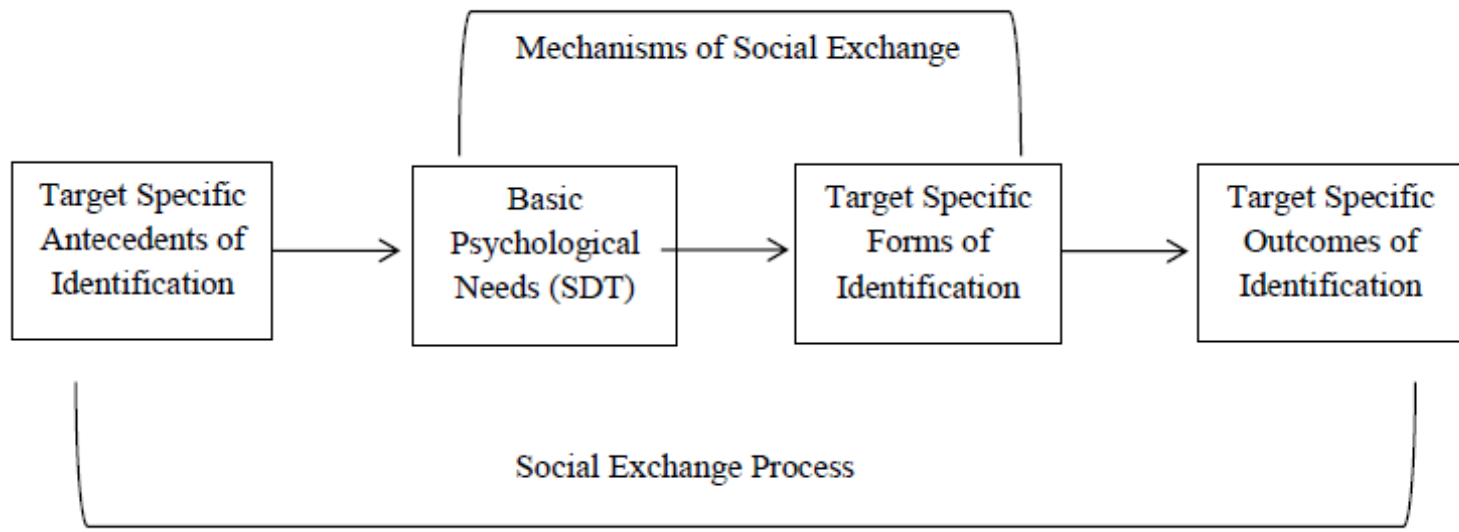 Mechanisms of Social Exchange
Target Specific
Antecedents of
Identification
Basic
Psychological
Needs (SDT)
Target Specific
Forms of
Identification
Target Specific
Outcomes of
Identification
Social Exchange Process